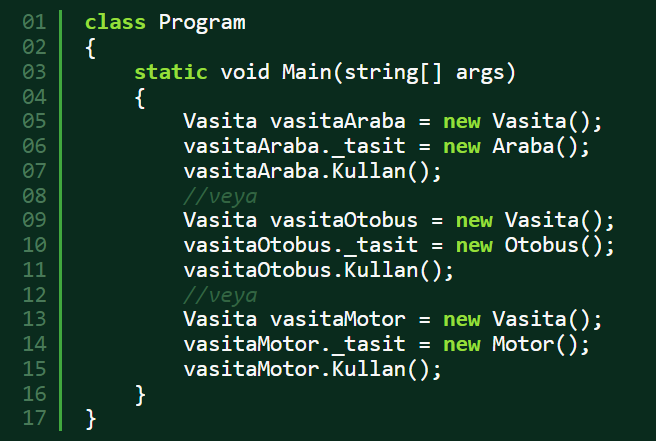 01 class Program
02 {
03     static void Main(string[] args)
04     {
05         Vasita vasitaAraba = new Vasita();
06         vasitaAraba._tasit = new Araba();
07         vasitaAraba.Kullan();
08         //veya
09         Vasita vasitaOtobus = new Vasita();
10         vasitaOtobus._tasit = new Otobus();
11         vasitaOtobus.Kullan();
12         //veya
13         Vasita vasitaMotor = new Vasita();
14         vasitaMotor._tasit = new Motor();
15         vasitaMotor.Kullan();
16     }
17 }